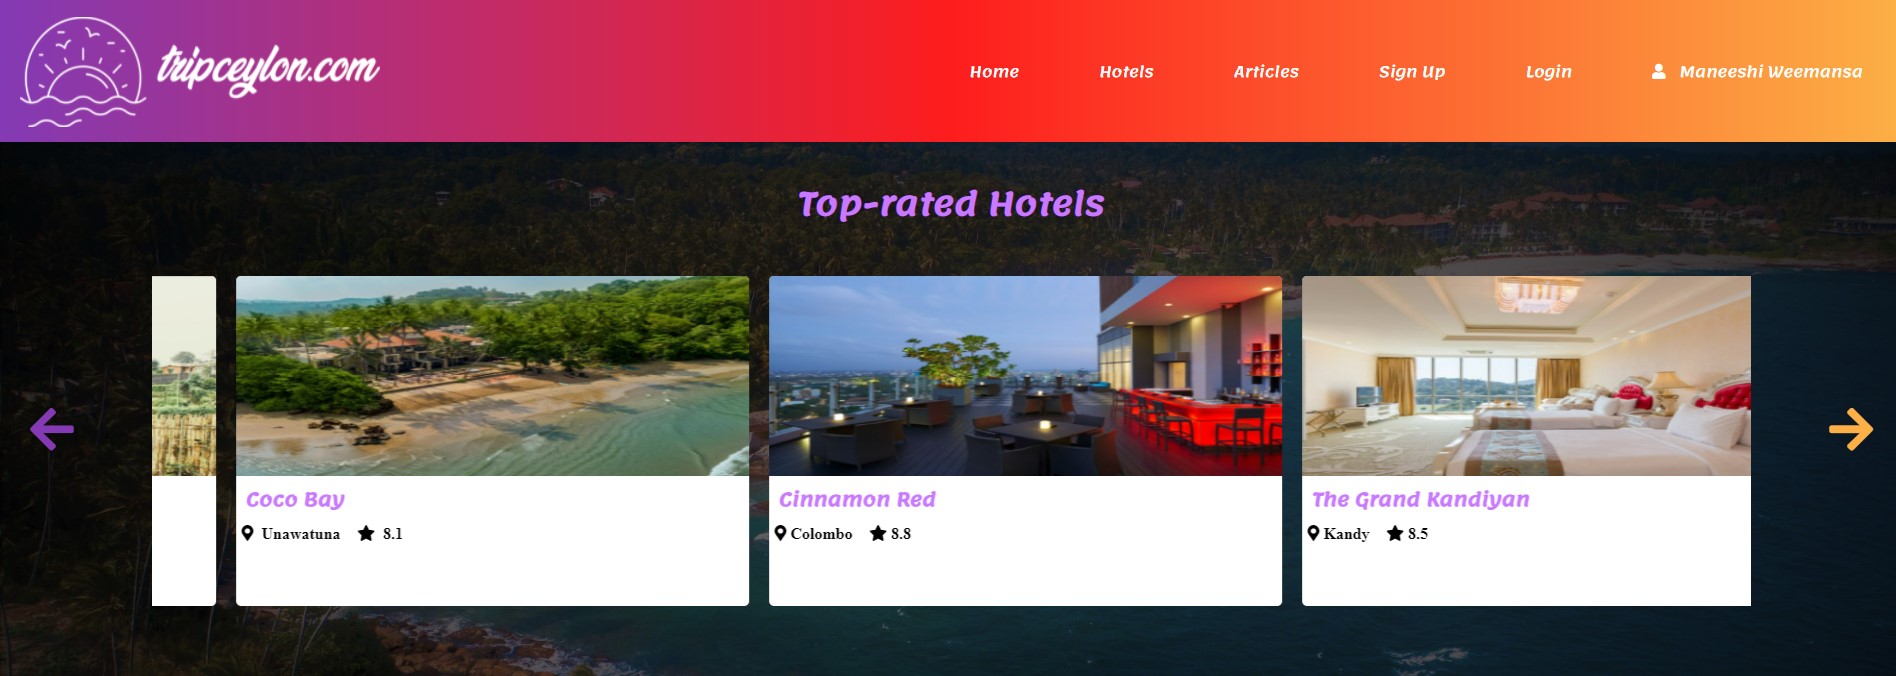 tripceylon.com
Home Hotels Articles Sign Up Login Maneeshi Weemansa
Top-rated Hotels
Coco Bay
Unawatuna 8.1
Cinnamon Red
Colombo 8.8
The Grand Kandiyan
Kandy 8.5